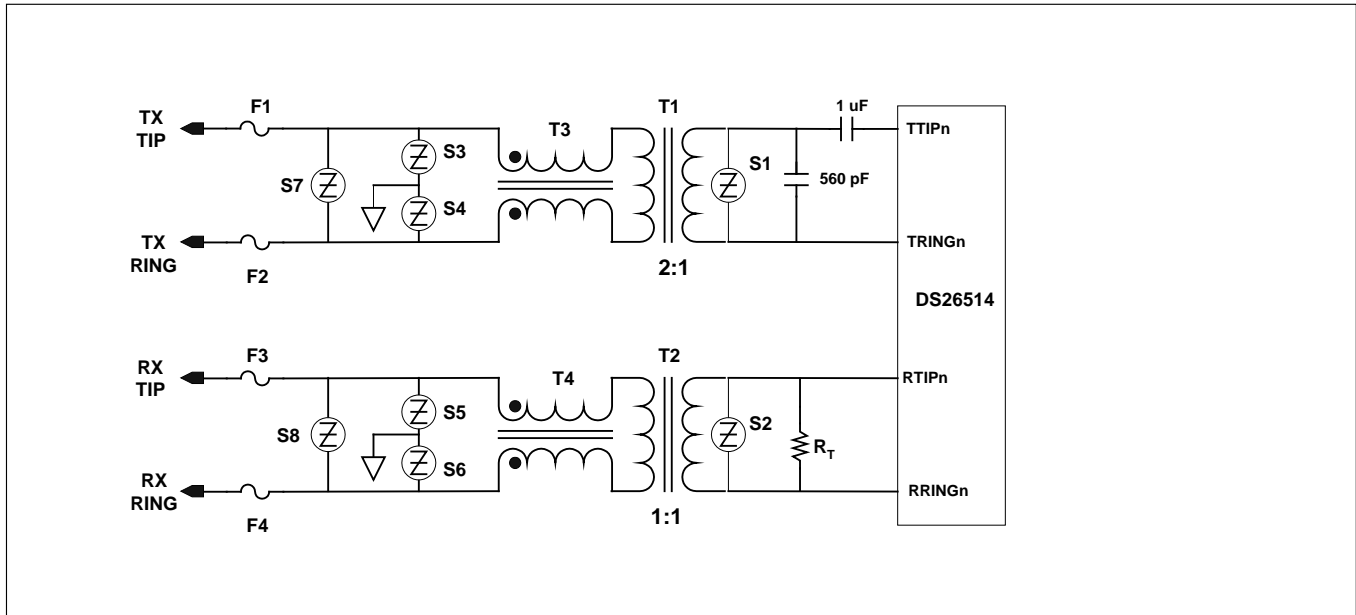 TX
TIP
F1
T3
T1
1 uF
TTIPn
S3
S7
S4
S1
560 pF
TX
RING
F2
2:1
TRINGn
DS26514
RX
TIP
F3
T4
T2
RTIPn
S5
S8
S6
S2
RT
RX
RING
F4
1:1
RRINGn